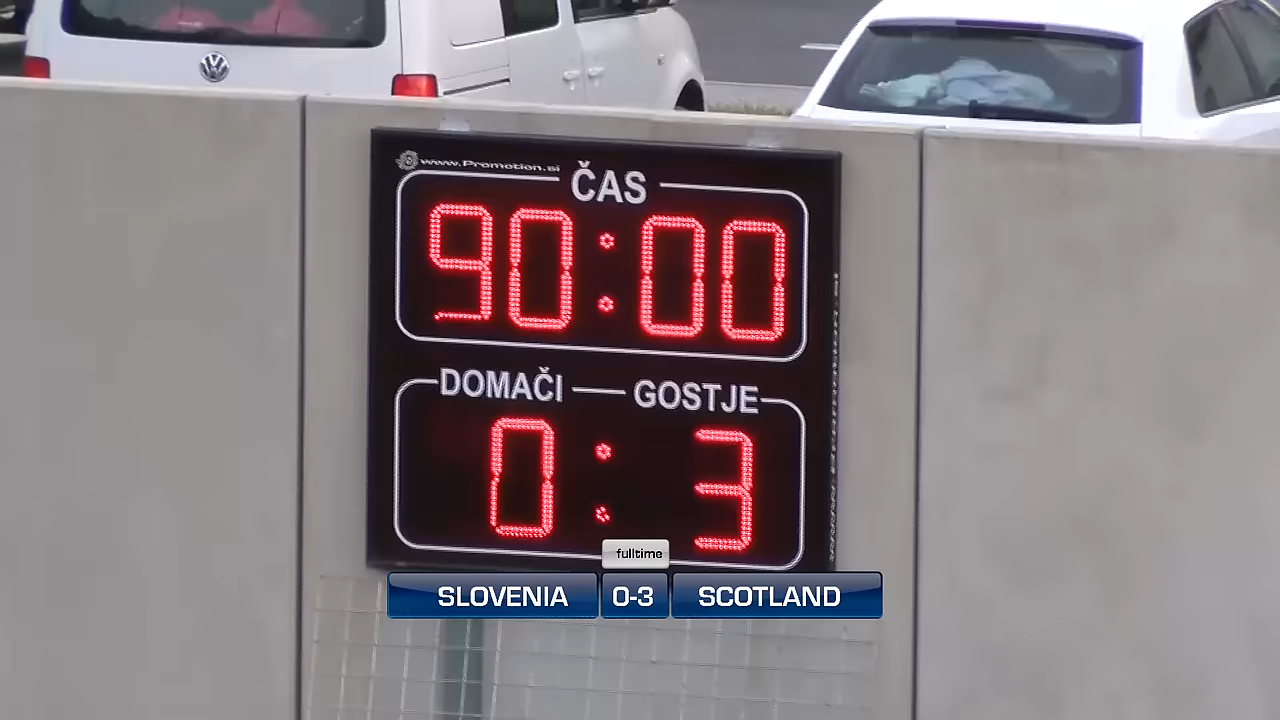 www.Promotion.si
ČAS
90:00
DOMAČI GOSTJE
0:3
fulltime
SLOVENIA 0-3 SCOTLAND